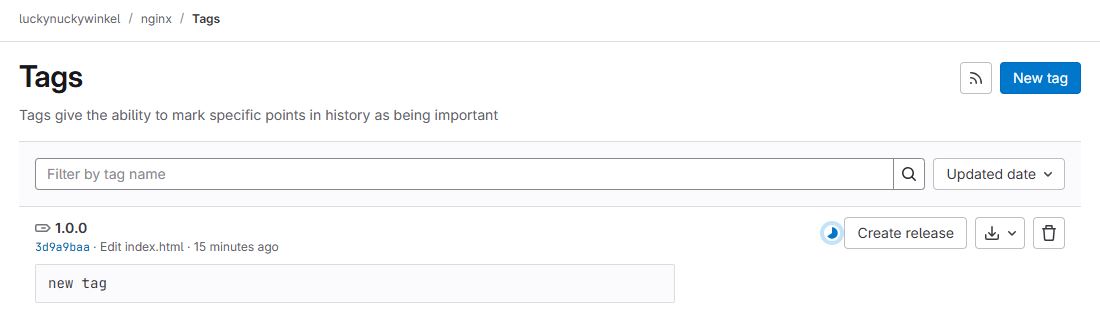 luckynuckywinkel / nginx / Tags
Tags
New tag
Tags give the ability to mark specific points in history as being important
Filter by tag name
Updated date
1.0.0
Create release
3d9a9baa · Edit index.html · 15 minutes ago
new tag